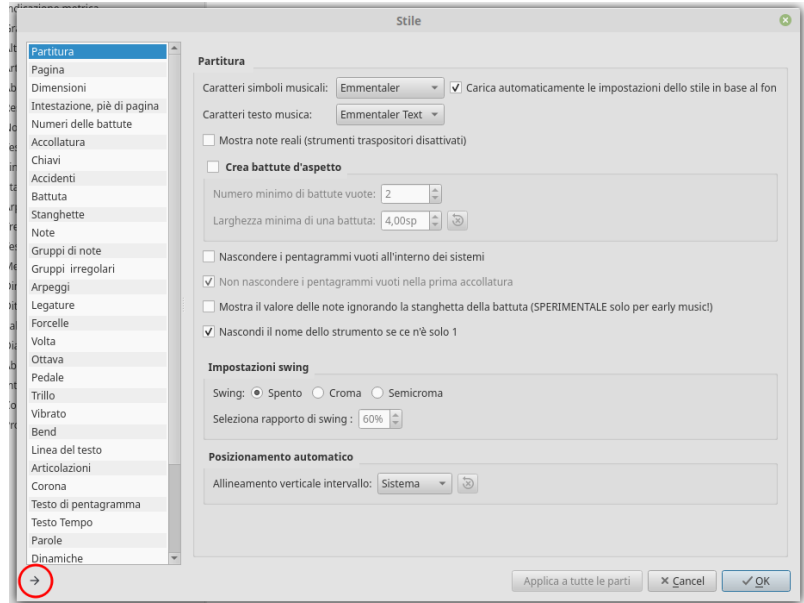 Stile
Partitura
Pagina
Dimensioni
Intestazione, piè di pagina
Numeri delle battute
Accollatura
Chiavi
Accidenti
Battuta
Stanghette
Note
Gruppi di note
Gruppi  irregolari
Arpeggi
Legature
Forcelle
Volta
Ottava
Pedale
Trillo
Vibrato
Bend
Linea del testo
Articolazioni
Corona
Testo di pentagramma
Testo Tempo
Parole
Dinamiche
Partitura
Caratteri simboli musicali: Emmentaler Carica automaticamente le impostazioni dello stile in base al fon
Caratteri testo musica: Emmentaler Text
Mostra note reali (strumenti traspositori disattivati)
Crea battute d'aspetto
Numero minimo di battute vuote: 2
Larghezza minima di una battuta: 4,00sp
Nascondere i pentagrammi vuoti all'interno dei sistemi
Non nascondere i pentagrammi vuoti nella prima accollatura
Mostra il valore delle note ignorando la stanghetta della battuta (SPERIMENTALE solo per early music!)
Nascondi il nome dello strumento se ce n'è solo 1
Impostazioni swing
Swing: Spento Croma Semicroma
Seleziona rapporto di swing : 60%
Posizionamento automatico
Allineamento verticale intervallo: Sistema
Applica a tutte le parti Cancel OK